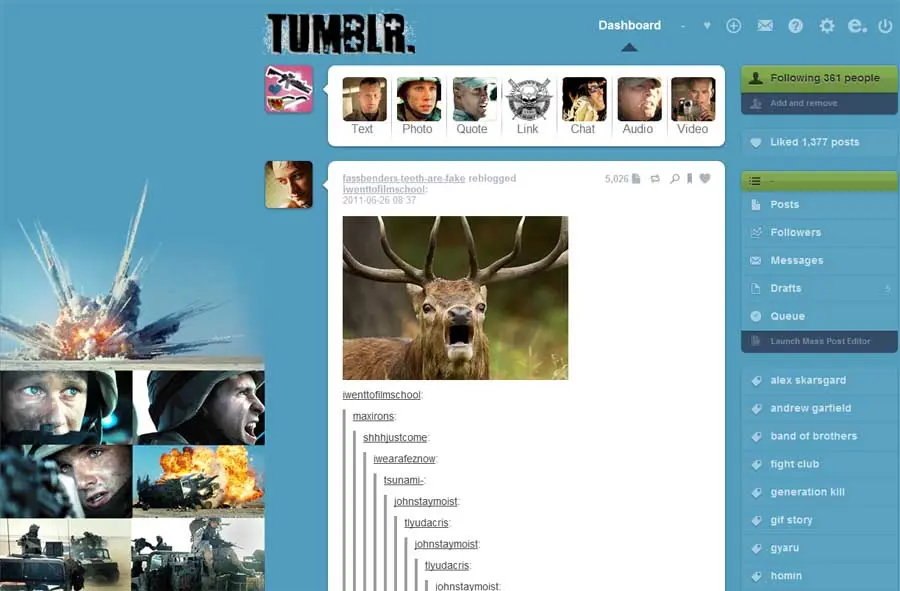 TUMBLR.
Dashboard
Text Photo Quote Link Chat Audio Video
fassbenders-teeth-are-fake reblogged
iwenttofilmschool:
2011-06-26 08:37
5,026
iwenttofilmschool:
maxirons:
shhhjustcome:
iwearafeznow:
tsunami-:
johnstaymoist:
tlyudacris:
johnstaymoist:
tlyudacris:
johnstaymoist:
Following 361 people
Add and remove
Liked 1,377 posts
Posts
Followers
Messages
Drafts 5
Queue
Launch Mass Post Editor
alex skarsgard
andrew garfield
band of brothers
fight club
generation kill
gif story
gyaru
homin